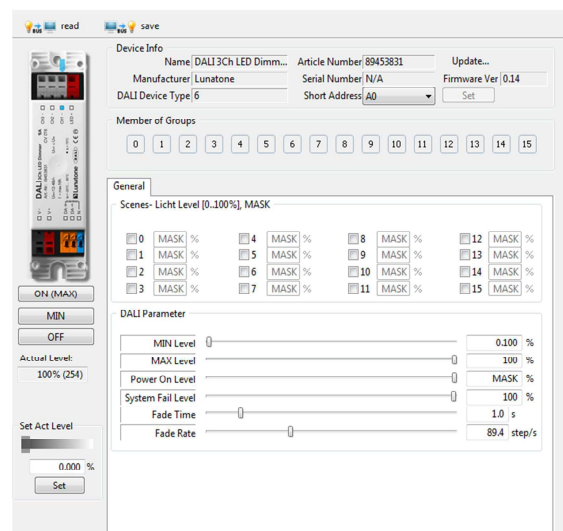 read save
Device Info
Name DALI 3Ch LED Dimm... Article Number 89453831 Update...
Manufacturer Lunatone Serial Number N/A Firmware Ver 0.14
DALI Device Type 6 Short Address A0 Set
Member of Groups
0 1 2 3 4 5 6 7 8 9 10 11 12 13 14 15
General
Scenes- Licht Level [0..100%], MASK
0 MASK % 4 MASK % 8 MASK % 12 MASK %
1 MASK % 5 MASK % 9 MASK % 13 MASK %
2 MASK % 6 MASK % 10 MASK % 14 MASK %
3 MASK % 7 MASK % 11 MASK % 15 MASK %
DALI Parameter
MIN Level 0.100 %
MAX Level 100 %
Power On Level MASK %
System Fail Level 100 %
Fade Time 1.0 s
Fade Rate 89.4 step/s
DALI 3Ch LED Dimmer
Lunatone
ON (MAX)
MIN
OFF
Actual Level:
100% (254)
Set Act Level
0.000 %
Set